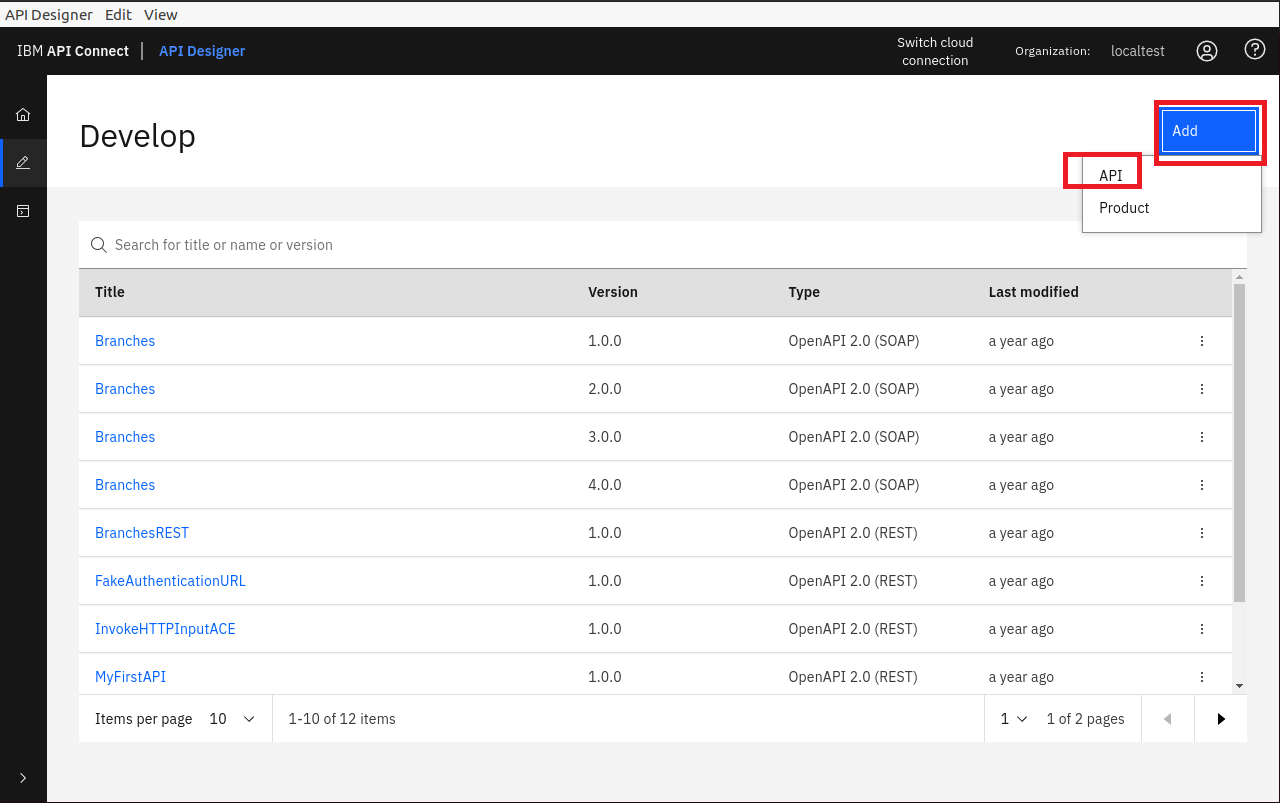 API Designer Edit View
IBM API Connect | API Designer
Switch cloud
connection
Organization: localtest
Develop
Add
API
Product
Search for title or name or version
Title Version Type Last modified
Branches 1.0.0 OpenAPI 2.0 (SOAP) a year ago
Branches 2.0.0 OpenAPI 2.0 (SOAP) a year ago
Branches 3.0.0 OpenAPI 2.0 (SOAP) a year ago
Branches 4.0.0 OpenAPI 2.0 (SOAP) a year ago
BranchesREST 1.0.0 OpenAPI 2.0 (REST) a year ago
FakeAuthenticationURL 1.0.0 OpenAPI 2.0 (REST) a year ago
InvokeHTTPInputACE 1.0.0 OpenAPI 2.0 (REST) a year ago
MyFirstAPI 1.0.0 OpenAPI 2.0 (REST) a year ago
Items per page 10 1-10 of 12 items 1 1 of 2 pages